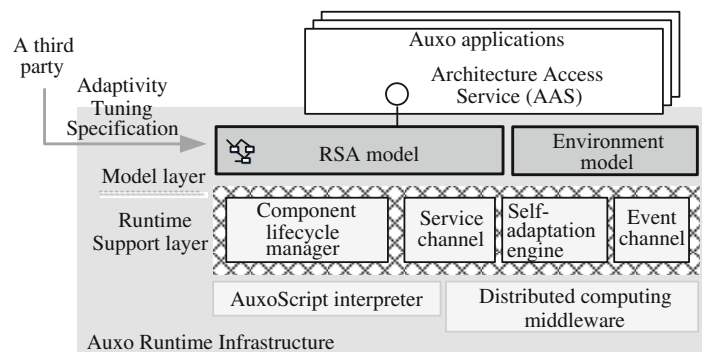 Auxo applications
A third
party
Architecture Access
Service (AAS)
Adaptivity
Tuning
Specification
RSA model
Environment
model
Model layer
Runtime
Support layer
Component
lifecycle
manager
Service
channel
Self-
adaptation
engine
Event
channel
AuxoScript interpreter
Distributed computing
middleware
Auxo Runtime Infrastructure